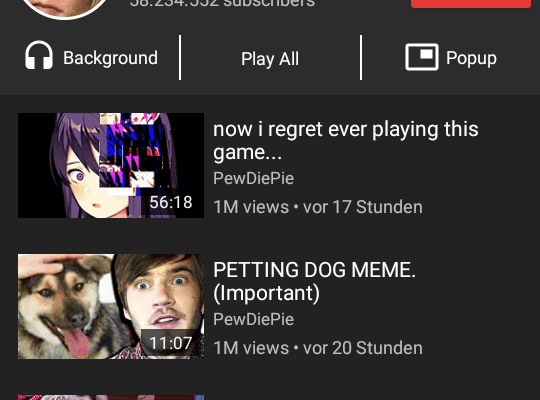 58.234.552 subscribers
Background
Play All
Popup
now i regret ever playing this
game...
PewDiePie
56:18
1M views • vor 17 Stunden
PETTING DOG MEME.
(Important)
PewDiePie
11:07
1M views • vor 20 Stunden